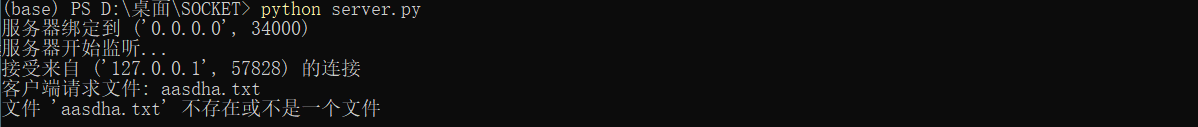 (base) PS D:\桌面\SOCKET> python server.py
服务器绑定到 ('0.0.0.0', 34000)
服务器开始监听...
接受来自 ('127.0.0.1', 57828) 的连接
客户端请求文件: aasdha.txt
文件 'aasdha.txt' 不存在或不是一个文件